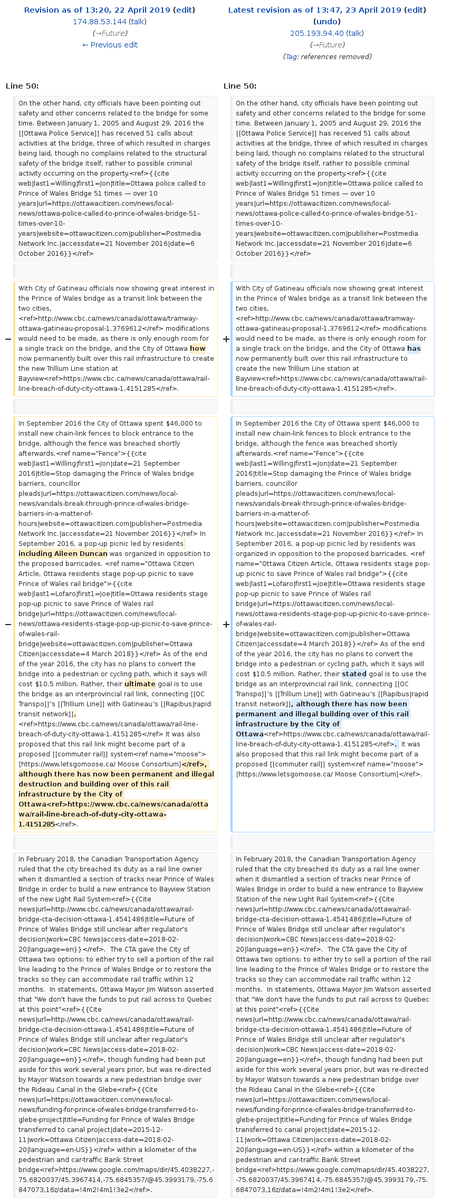 Revision as of 13:20, 22 April 2019 (edit)
174.88.53.144 (talk)
(→Future)
← Previous edit
Latest revision as of 13:47, 23 April 2019 (edit)
(undo)
205.193.94.40 (talk)
(→Future)
(Tag: references removed)
Line 50:
On the other hand, city officials have been pointing out
safety and other concerns related to the bridge for some
time. Between January 1, 2005 and August 29, 2016 the
[[Ottawa Police Service]] has received 51 calls about
activities at the bridge, three of which resulted in charges
being laid, though no complains related to the structural
safety of the bridge itself, rather to possible criminal
activity occurring on the property.<ref>{{cite
web|last=Willing|first=Jon|title=Ottawa police called to
Prince of Wales Bridge 51 times — over 10
years|url=https://ottawacitizen.com/news/local-
news/ottawa-police-called-to-prince-of-wales-bridge-51-
times-over-10-
years|website=ottawacitizen.com|publisher=Postmedia
Network Inc.|accessdate=21 November 2016|date=6
October 2016}}</ref>
With City of Gatineau officials now showing great interest
in the Prince of Wales bridge as a transit link between the
two cities,
<ref>http://www.cbc.ca/news/canada/tramway-
ottawa-gatineau-proposal-1.3769612</ref> modifications
would need to be made, as there is only enough room for
a single track on the bridge, and the City of Ottawa how
now permanently built over this rail infrastructure to create
the new Trillium Line station at
Bayview<ref>https://www.cbc.ca/news/canada/ottawa/rail-
line-breach-of-duty-city-ottawa-1.4151285</ref>.
In September 2016 the City of Ottawa spent $46,000 to
install new chain-link fences to block entrance to the
bridge, although the fence was breached shortly
afterwards.<ref name="Fence">{{cite
web|last=Willing|first=Jon|date=21 September
2016|title=Stop damaging the Prince of Wales bridge
barriers, councillor
pleads|url=https://ottawacitizen.com/news/local-
news/vandals-break-through-prince-of-wales-bridge-
barriers-in-a-matter-of-
hours|website=ottawacitizen.com|publisher=Postmedia
Network Inc.|accessdate=21 November 2016}}</ref> In
September 2016, a pop-up picnic led by residents
including Aileen Duncan was organized in opposition to
the proposed barricades. <ref name="Ottawa Citizen
Article, Ottawa residents stage pop-up picnic to save
Prince of Wales rail bridge">{{cite
web|last=Lofaro|first=Joe|title=Ottawa residents stage
pop-up picnic to save Prince of Wales rail
bridge|url=https://ottawacitizen.com/news/local-
news/ottawa-residents-stage-pop-up-picnic-to-save-prince-
of-wales-rail-
bridge|website=ottawacitizen.com|publisher=Ottawa
Citizen|accessdate=4 March 2018}}</ref> As of the end
of the year 2016, the city has no plans to convert the
bridge into a pedestrian or cycling path, which it says will
cost $10.5 million. Rather, their ultimate goal is to use the
bridge as an interprovincial rail link, connecting [[OC
Transpo]]'s [[Trillium Line]] with Gatineau's [[Rapibus|rapid
transit network]].
<ref>https://www.cbc.ca/news/canada/ottawa/rail-line-
breach-of-duty-city-ottawa-1.4151285</ref> It was also
proposed that this link might become part of a proposed
[[commuter rail]] system<ref name="moose">
[https://www.letsgomoose.ca/ Moose Consortium]</ref>,
although there has now been permanent and illegal
destruction and building over of this rail
infrastructure by the City of
Ottawa<ref>https://www.cbc.ca/news/canada/otta
wa/rail-line-breach-of-duty-city-ottawa-
1.4151285</ref>.
In February 2018, the Canadian Transportation Agency
ruled that the city breached its duty as a rail line owner
when it dismantled a section of tracks near Prince of Wales
Bridge in order to build a new entrance to Bayview Station
of the new Light Rail System<ref>{{Cite
news|url=http://www.cbc.ca/news/canada/ottawa/rail-
bridge-cta-decision-ottawa-1.4541486|title=Future of
Prince of Wales Bridge still unclear after regulator's
decision|work=CBC News|access-date=2018-02-
20|language=en}}</ref>. The CTA gave the City of
Ottawa two options: to either try to sell a portion of the rail
line leading to the Prince of Wales Bridge or to restore the
tracks so they can accommodate rail traffic within 12
months. In statements, Ottawa Mayor Jim Watson asserted
that "We don't have the funds to put rail across to Quebec
at this point"<ref>{{Cite
news|url=http://www.cbc.ca/news/canada/ottawa/rail-
bridge-cta-decision-ottawa-1.4541486|title=Future of
Prince of Wales Bridge still unclear after regulator's
decision|work=CBC News|access-date=2018-02-
20|language=en}}</ref>, though funding had been put
aside for this work several years prior, but was re-directed
by Mayor Watson towards a new pedestrian bridge over
the Rideau Canal in the Glebe<ref>{{Cite
news|url=https://ottawacitizen.com/news/local-
news/funding-for-prince-of-wales-bridge-transferred-to-
glebe-project|title=Funding for Prince of Wales Bridge
transferred to canal project|date=2015-12-
11|work=Ottawa Citizen|access-date=2018-02-
20|language=en-US}}</ref> within a kilometer of the
pedestrian and car-traffic Bank Street
bridge<ref>https://www.google.com/maps/dir/45.4038227,-
75.6820037/45.3967414,-75.6845357/@45.3993179,-75.6
847073,16z/data=!4m2!4m1!3e2</ref>.
Line 50:
On the other hand, city officials have been pointing out
safety and other concerns related to the bridge for some
time. Between January 1, 2005 and August 29, 2016 the
[[Ottawa Police Service]] has received 51 calls about
activities at the bridge, three of which resulted in charges
being laid, though no complains related to the structural
safety of the bridge itself, rather to possible criminal
activity occurring on the property.<ref>{{cite
web|last=Willing|first=Jon|title=Ottawa police called to
Prince of Wales Bridge 51 times — over 10
years|url=https://ottawacitizen.com/news/local-
news/ottawa-police-called-to-prince-of-wales-bridge-51-
times-over-10-
years|website=ottawacitizen.com|publisher=Postmedia
Network Inc.|accessdate=21 November 2016|date=6
October 2016}}</ref>
With City of Gatineau officials now showing great interest
in the Prince of Wales bridge as a transit link between the
two cities,
<ref>http://www.cbc.ca/news/canada/tramway-
ottawa-gatineau-proposal-1.3769612</ref> modifications
would need to be made, as there is only enough room for
a single track on the bridge, and the City of Ottawa has
now permanently built over this rail infrastructure to
create the new Trillium Line station at
Bayview<ref>https://www.cbc.ca/news/canada/ottawa/rail-
line-breach-of-duty-city-ottawa-1.4151285</ref>.
In September 2016 the City of Ottawa spent $46,000 to
install new chain-link fences to block entrance to the
bridge, although the fence was breached shortly
afterwards.<ref name="Fence">{{cite
web|last=Willing|first=Jon|date=21 September
2016|title=Stop damaging the Prince of Wales bridge
barriers, councillor
pleads|url=https://ottawacitizen.com/news/local-
news/vandals-break-through-prince-of-wales-bridge-
barriers-in-a-matter-of-
hours|website=ottawacitizen.com|publisher=Postmedia
Network Inc.|accessdate=21 November 2016}}</ref> In
September 2016, a pop-up picnic led by residents was
organized in opposition to the proposed barricades. <ref
name="Ottawa Citizen Article, Ottawa residents stage pop-
up picnic to save Prince of Wales rail bridge">{{cite
web|last=Lofaro|first=Joe|title=Ottawa residents stage
pop-up picnic to save Prince of Wales rail
bridge|url=https://ottawacitizen.com/news/local-
news/ottawa-residents-stage-pop-up-picnic-to-save-prince-
of-wales-rail-
bridge|website=ottawacitizen.com|publisher=Ottawa
Citizen|accessdate=4 March 2018}}</ref> As of the end of
the year 2016, the city has no plans to convert the bridge
into a pedestrian or cycling path, which it says will cost
$10.5 million. Rather, their stated goal is to use the
bridge as an interprovincial rail link, connecting [[OC
Transpo]]'s [[Trillium Line]] with Gatineau's [[Rapibus|rapid
transit network]], although there has now been
permanent and illegal building over of this rail
infrastructure by the City of
Ottawa<ref>https://www.cbc.ca/news/canada/ottawa/rail-
line-breach-of-duty-city-ottawa-1.4151285</ref>. It was
also proposed that this link might become part of a
proposed [[commuter rail]] system<ref name="moose">
[https://www.letsgomoose.ca/ Moose Consortium]</ref>.
In February 2018, the Canadian Transportation Agency
ruled that the city breached its duty as a rail line owner
when it dismantled a section of tracks near Prince of Wales
Bridge in order to build a new entrance to Bayview Station
of the new Light Rail System<ref>{{Cite
news|url=http://www.cbc.ca/news/canada/ottawa/rail-
bridge-cta-decision-ottawa-1.4541486|title=Future of
Prince of Wales Bridge still unclear after regulator's
decision|work=CBC News|access-date=2018-02-
20|language=en}}</ref>. The CTA gave the City of
Ottawa two options: to either try to sell a portion of the rail
line leading to the Prince of Wales Bridge or to restore the
tracks so they can accommodate rail traffic within 12
months. In statements, Ottawa Mayor Jim Watson asserted
that "We don't have the funds to put rail across to Quebec
at this point"<ref>{{Cite
news|url=http://www.cbc.ca/news/canada/ottawa/rail-
bridge-cta-decision-ottawa-1.4541486|title=Future of
Prince of Wales Bridge still unclear after regulator's
decision|work=CBC News|access-date=2018-02-
20|language=en}}</ref>, though funding had been put
aside for this work several years prior, but was re-directed
by Mayor Watson towards a new pedestrian bridge over
the Rideau Canal in the Glebe<ref>{{Cite
news|url=https://ottawacitizen.com/news/local-
news/funding-for-prince-of-wales-bridge-transferred-to-
glebe-project|title=Funding for Prince of Wales Bridge
transferred to canal project|date=2015-12-
11|work=Ottawa Citizen|access-date=2018-02-
20|language=en-US}}</ref> within a kilometer of the
pedestrian and car-traffic Bank Street
bridge<ref>https://www.google.com/maps/dir/45.4038227,-
75.6820037/45.3967414,-75.6845357/@45.3993179,-75.6
847073,16z/data=!4m2!4m1!3e2</ref>.